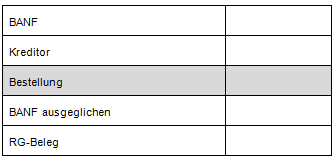 BANF
Kreditor
Bestellung
BANF ausgeglichen
RG-Beleg